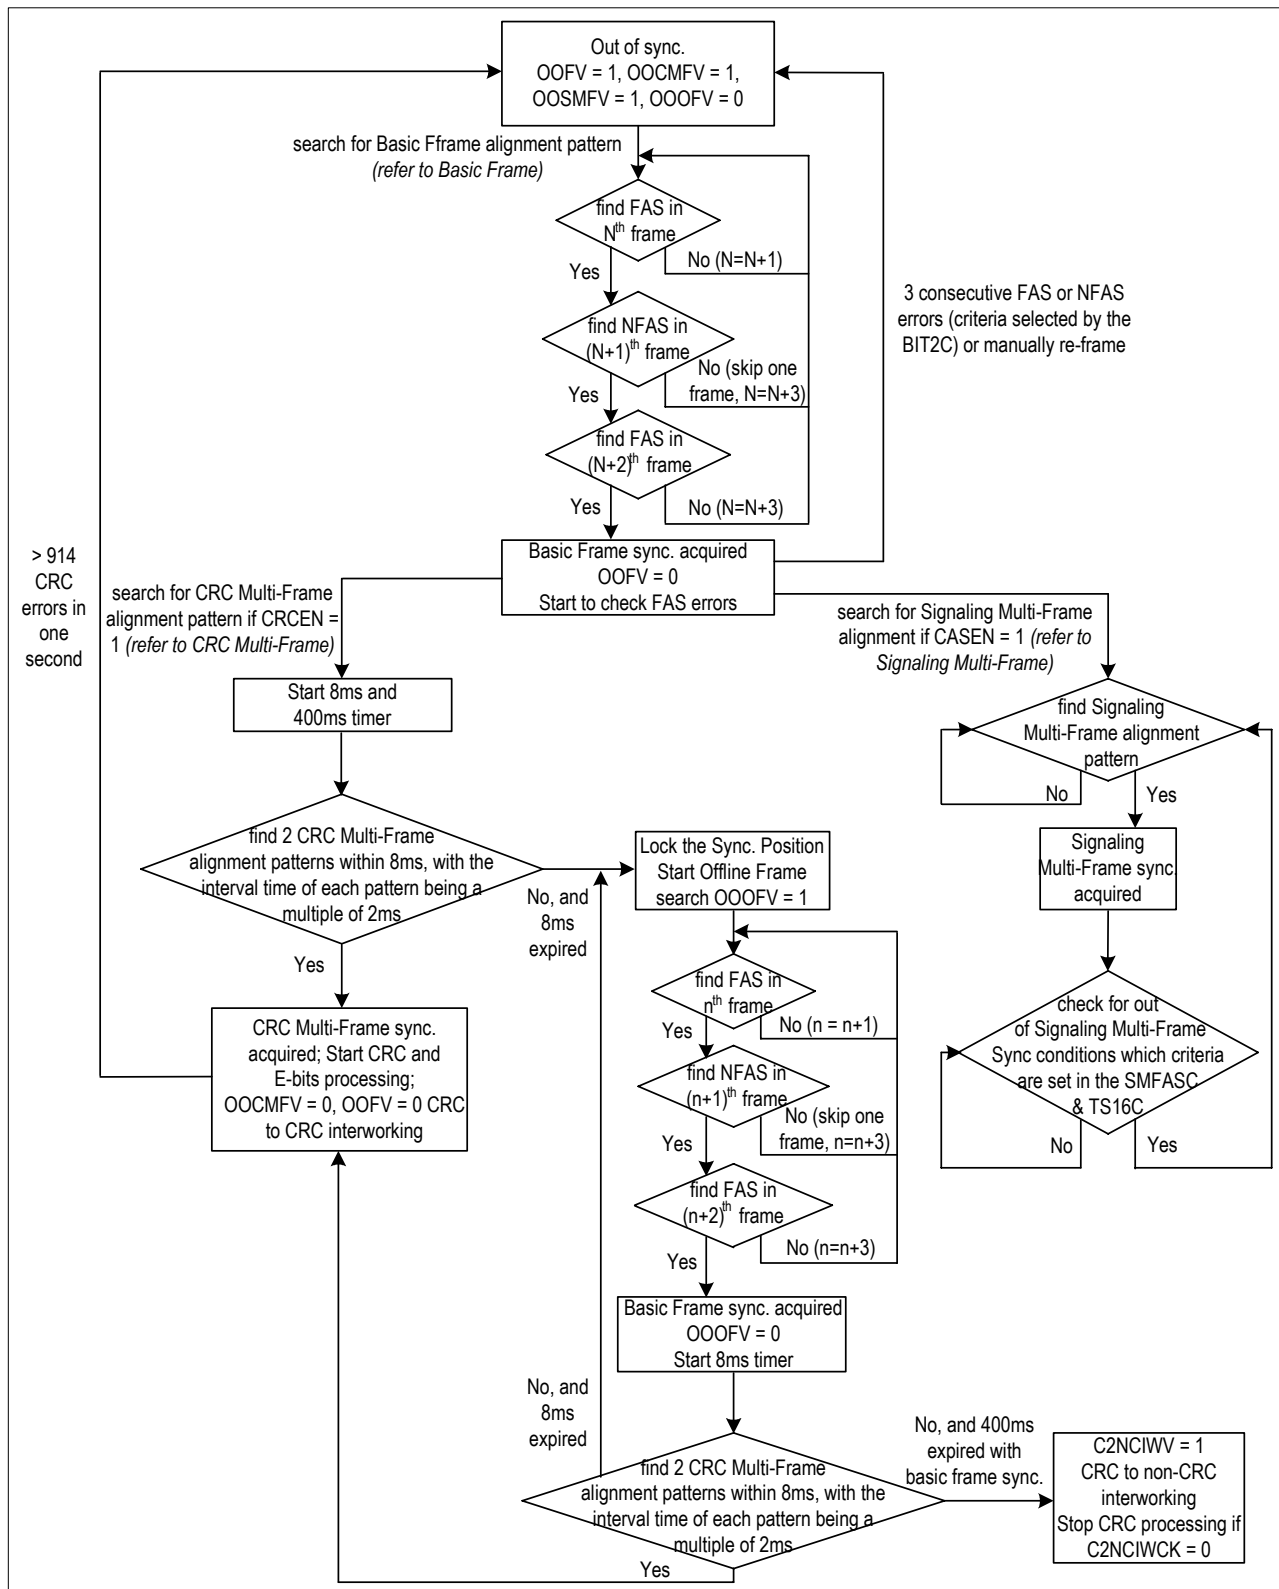 Out of sync.
OOFV = 1, OOCMFV = 1,
OOSMFV = 1, OOOFV = 0
search for Basic Fframe alignment pattern
(refer to Basic Frame)
find FAS in
Nth frame
No (N=N+1)
Yes
find NFAS in
(N+1)th frame
No (skip one
frame, N=N+3)
Yes
find FAS in
(N+2)th frame
No (N=N+3)
Yes
3 consecutive FAS or NFAS
errors (criteria selected by the
BIT2C) or manually re-frame
Basic Frame sync. acquired
OOFV = 0
Start to check FAS errors
> 914
CRC
errors in
one
second
search for CRC Multi-Frame
alignment pattern if CRCEN =
1 (refer to CRC Multi-Frame)
search for Signaling Multi-Frame
alignment if CASEN = 1 (refer to
Signaling Multi-Frame)
Start 8ms and
400ms timer
find Signaling
Multi-Frame alignment
pattern
No
Yes
find 2 CRC Multi-Frame
alignment patterns within 8ms, with the
interval time of each pattern being a
multiple of 2ms
No, and
8ms
expired
Yes
Lock the Sync. Position
Start Offline Frame
search OOOFV = 1
Signaling
Multi-Frame sync.
acquired
find FAS in
nth frame
No (n = n+1)
Yes
CRC Multi-Frame sync.
acquired; Start CRC and
E-bits processing;
OOCMFV = 0, OOFV = 0 CRC
to CRC interworking
check for out
of Signaling Multi-Frame
Sync conditions which criteria
are set in the SMFASC
& TS16C
No
Yes
find NFAS in
(n+1)th frame
No (skip one
frame, n=n+3)
Yes
find FAS in
(n+2)th frame
No (n=n+3)
Yes
Basic Frame sync. acquired
OOOFV = 0
Start 8ms timer
No, and
8ms
expired
find 2 CRC Multi-Frame
alignment patterns within 8ms, with the
interval time of each pattern being a
multiple of 2ms
Yes
No, and 400ms
expired with
basic frame sync.
C2NCIWV = 1
CRC to non-CRC
interworking
Stop CRC processing if
C2NCIWCK = 0